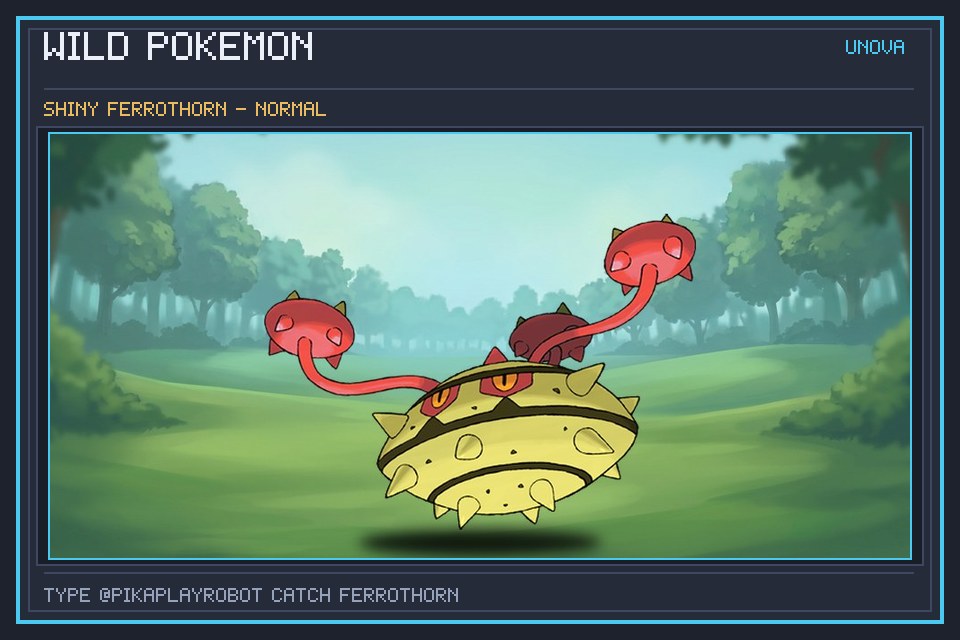 WILD POKEMON
UNOVA
SHINY FERROTHORN - NORMAL
TYPE @PIKAPLAYROBOT CATCH FERROTHORN